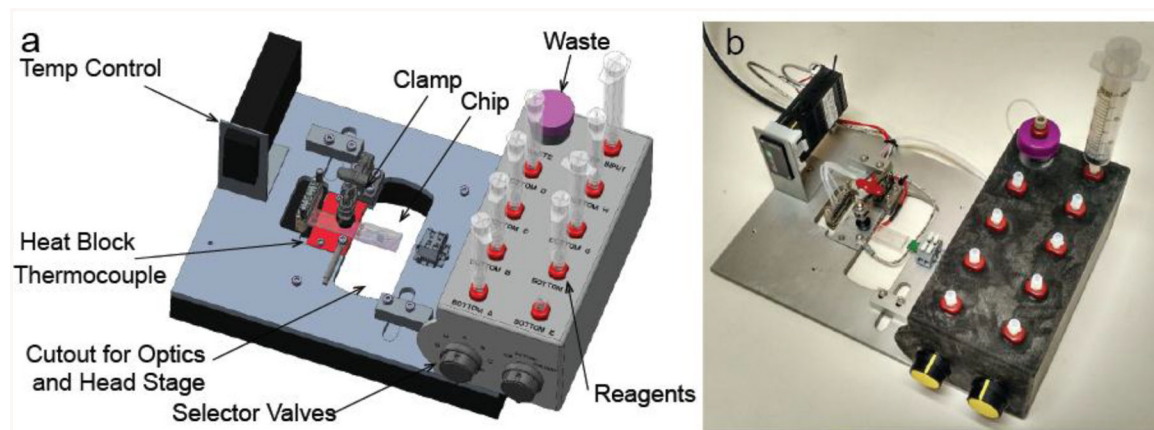 a
Temp Control
Clamp
Chip
Waste
Heat Block
Thermocouple
Cutout for Optics
and Head Stage
Selector Valves
Reagents
INPUT
BOTTOM D
BOTTOM H
BOTTOM C
BOTTOM G
BOTTOM B
BOTTOM
BOTTOM A
BOTTOM E
b